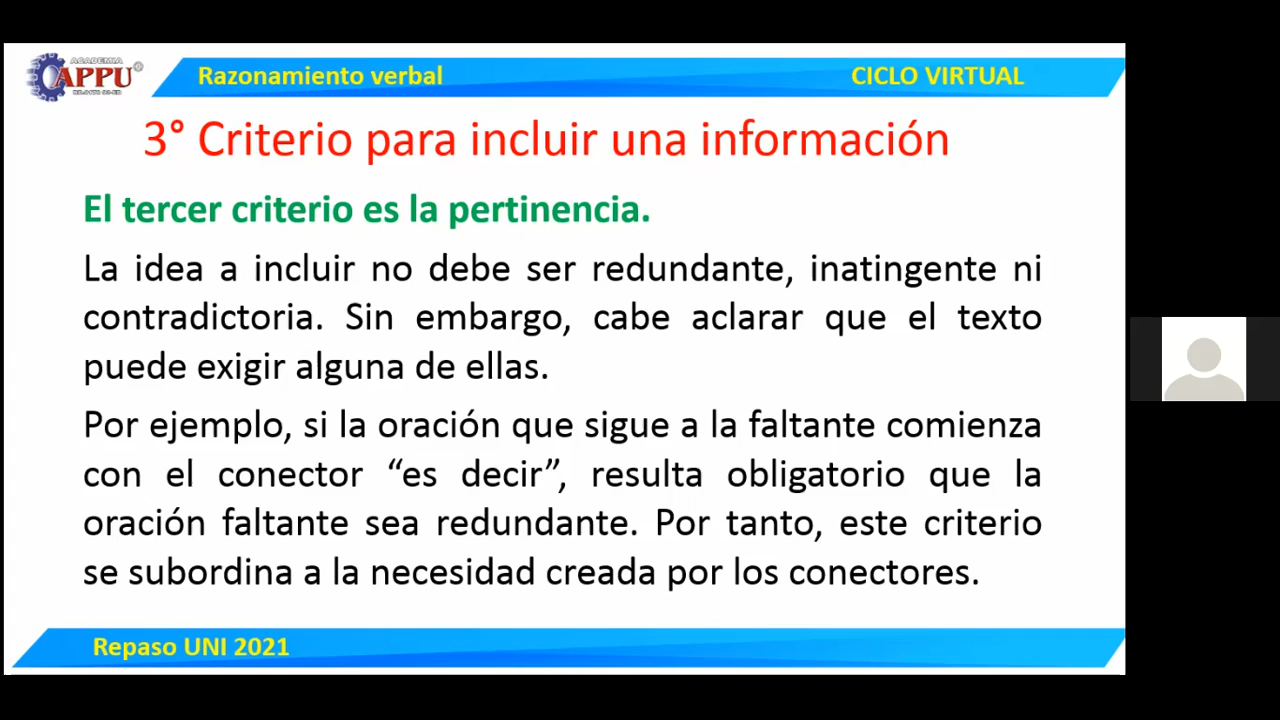 ACADEMIA
APPU
Razonamiento verbal
CICLO VIRTUAL
3° Criterio para incluir una información
El tercer criterio es la pertinencia.
La idea a incluir no debe ser redundante, inatingente ni
contradictoria. Sin embargo, cabe aclarar que el texto
puede exigir alguna de ellas.
Por ejemplo, si la oración que sigue a la faltante comienza
con el conector “es decir”, resulta obligatorio que la
oración faltante sea redundante. Por tanto, este criterio
se subordina a la necesidad creada por los conectores.
Repaso UNI 2021